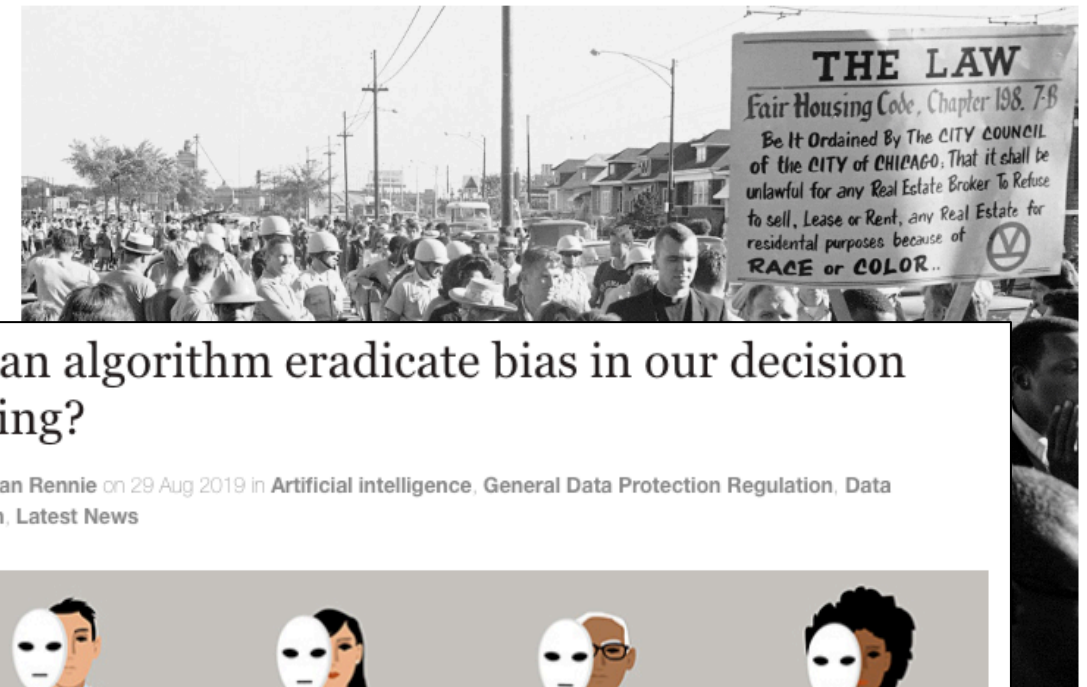 THE LAW
Fair Housing Code, Chapter 198. 7-B
Be It Ordained By The CITY COUNCIL
of the CITY of CHICAGO, That it shall be
unlawful for any Real Estate Broker To Refuse
to sell, Lease or Rent, any Real Estate for
residental purposes because of
RACE or COLOR..
an algorithm eradicate bias in our decision
ing?
an Rennie on 29 Aug 2019 in Artificial intelligence, General Data Protection Regulation, Data
, Latest News